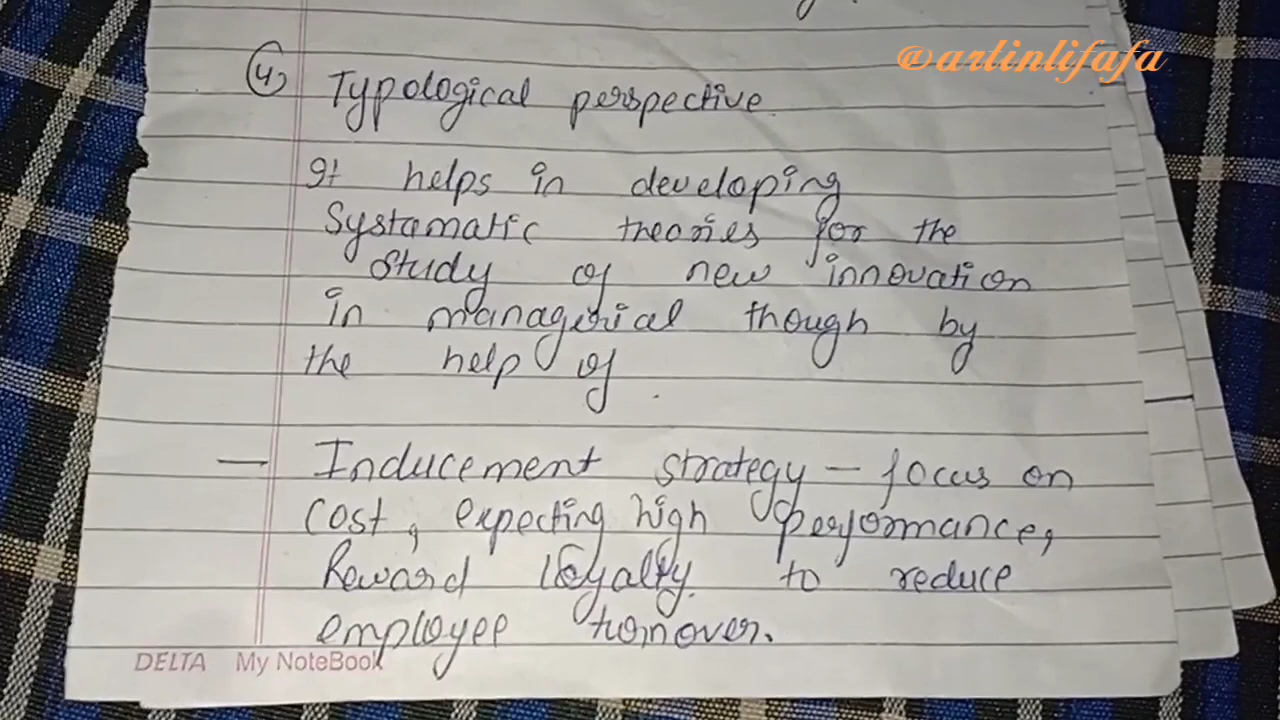 @artinlifafa
4) Typological perspective
It helps in developing
Systamatic theories for the
study of new innovation
in managerial though by
the help of
— Inducement strategy – focus on
cost, expecting high performance,
Reward loyalty to reduce
employee turnover.
DELTA My NoteBook